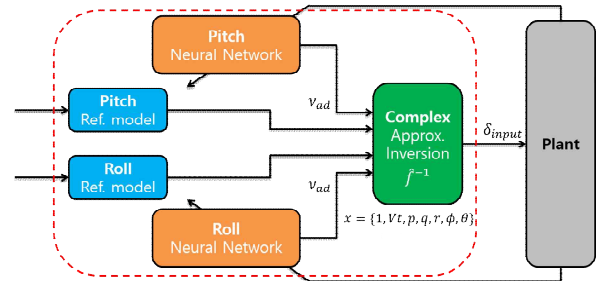 Pitch
Neural Network
ν_ad
Pitch
Ref. model
Complex
Approx.
Inversion
f̂⁻¹
δ_input
Plant
Roll
Ref. model
ν_ad
x = {1, Vt, p, q, r, ϕ, θ}
Roll
Neural Network